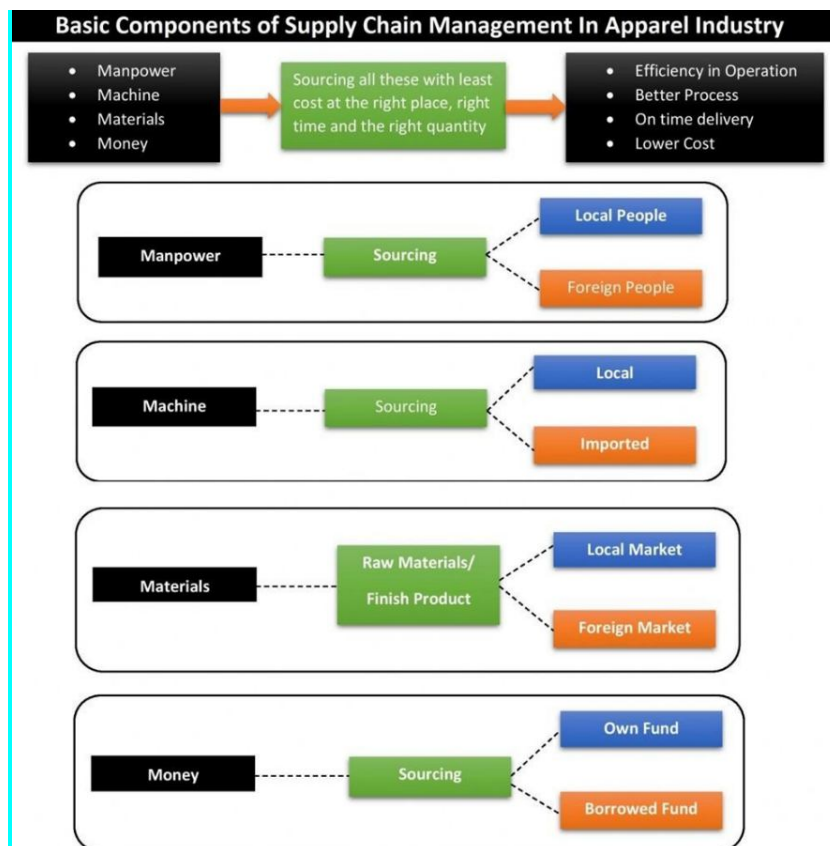 Basic Components of Supply Chain Management In Apparel Industry
• Manpower
• Machine
• Materials
• Money
Sourcing all these with least
cost at the right place, right
time and the right quantity
• Efficiency in Operation
• Better Process
• On time delivery
• Lower Cost
Manpower
Sourcing
Local People
Foreign People
Machine
Sourcing
Local
Imported
Materials
Raw Materials/
Finish Product
Local Market
Foreign Market
Money
Sourcing
Own Fund
Borrowed Fund